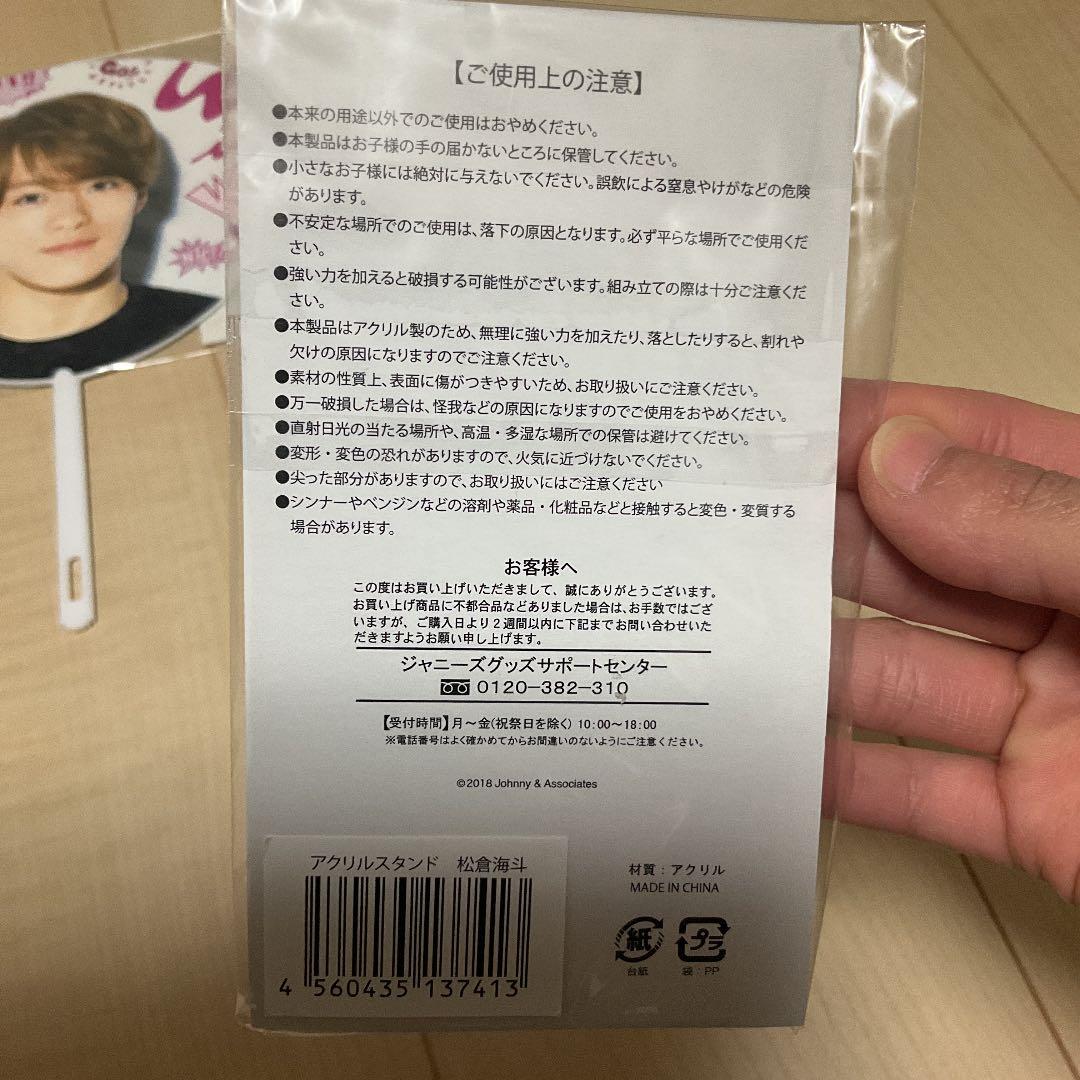 【ご使用上の注意】
●本来の用途以外でのご使用はおやめください。
●本製品はお子様の手の届かないところに保管してください。
●小さなお子様には絶対に与えないでください。誤飲による窒息やけがなどの危険
があります。
●不安定な場所でのご使用は、落下の原因となります。必ず平らな場所でご使用くだ
さい。
●強い力を加えると破損する可能性がございます。組み立ての際は十分ご注意くだ
さい。
●本製品はアクリル製のため、無理に強い力を加えたり、落としたりすると、割れや
欠けの原因になりますのでご注意ください。
●素材の性質上、表面に傷がつきやすいため、お取り扱いにご注意ください。
●万一破損した場合は、怪我などの原因になりますのでご使用をおやめください。
●直射日光の当たる場所や、高温・多湿な場所での保管は避けてください。
●変形・変色の恐れがありますので、火気に近づけないでください。
●尖った部分がありますので、お取り扱いにはご注意ください
●シンナーやベンジンなどの溶剤や薬品・化粧品などと接触すると変色・変質する
場合があります。
お客様へ
この度はお買い上げいただきまして、誠にありがとうございます。
お買い上げ商品に不都合品などありました場合は、お手数ではござ
いますが、ご購入日より2週間以内に下記までお問い合わせいた
だきますようお願い申し上げます。
ジャニーズグッズサポートセンター
0120-382-310
【受付時間】月～金(祝祭日を除く) 10:00～18:00
※電話番号はよく確かめてからお間違いのないようにご注意ください。
©2018 Johnny & Associates
アクリルスタンド 松倉海斗
4 560435 137413
材質：アクリル
MADE IN CHINA
紙
プラ
台紙
袋：PP